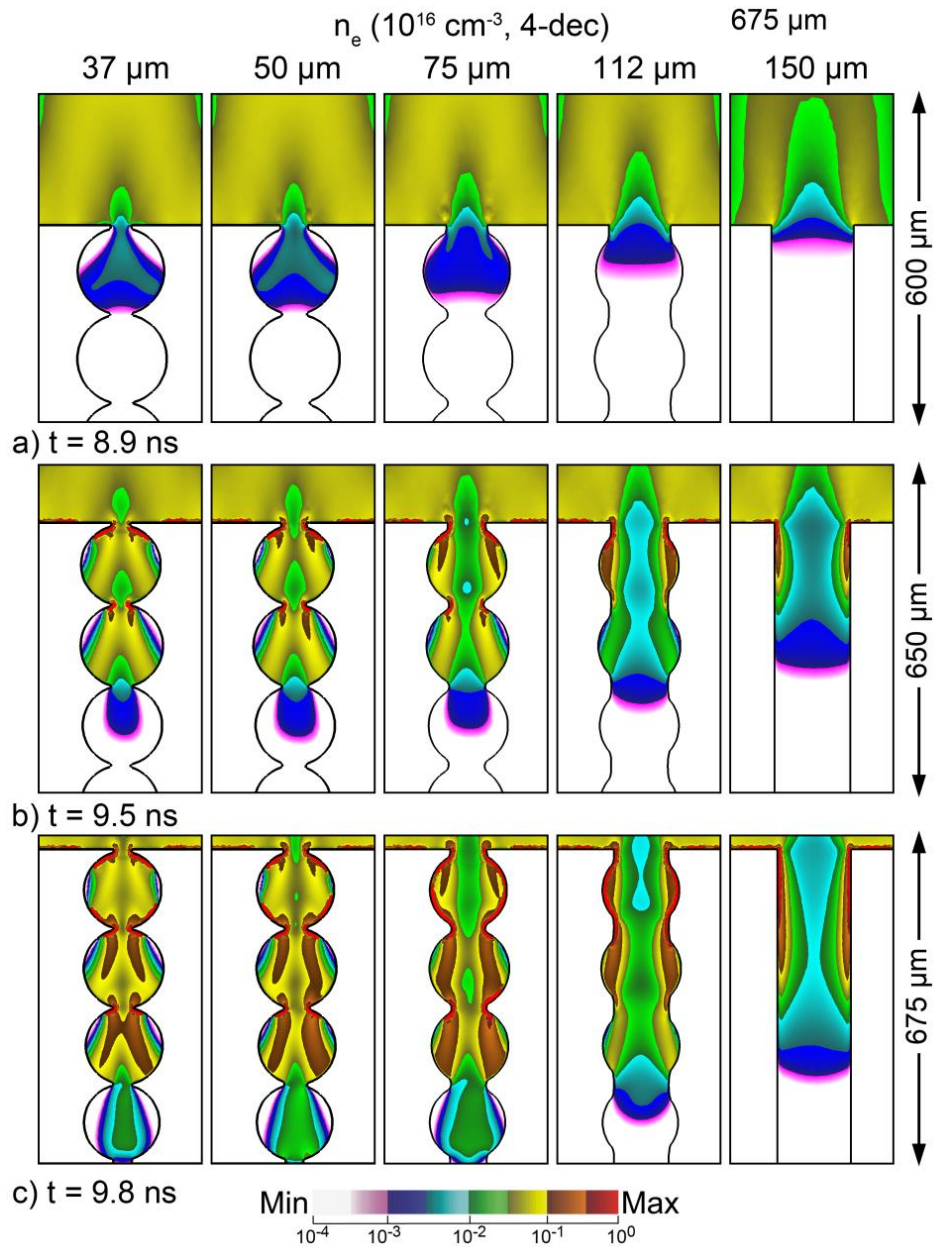 nₑ (10¹⁶ cm⁻³, 4-dec) 675 µm
37 µm 50 µm 75 µm 112 µm 150 µm
600 µm
a) t = 8.9 ns
650 µm
b) t = 9.5 ns
675 µm
c) t = 9.8 ns
Min Max
10⁻⁴ 10⁻³ 10⁻² 10⁻¹ 10⁰